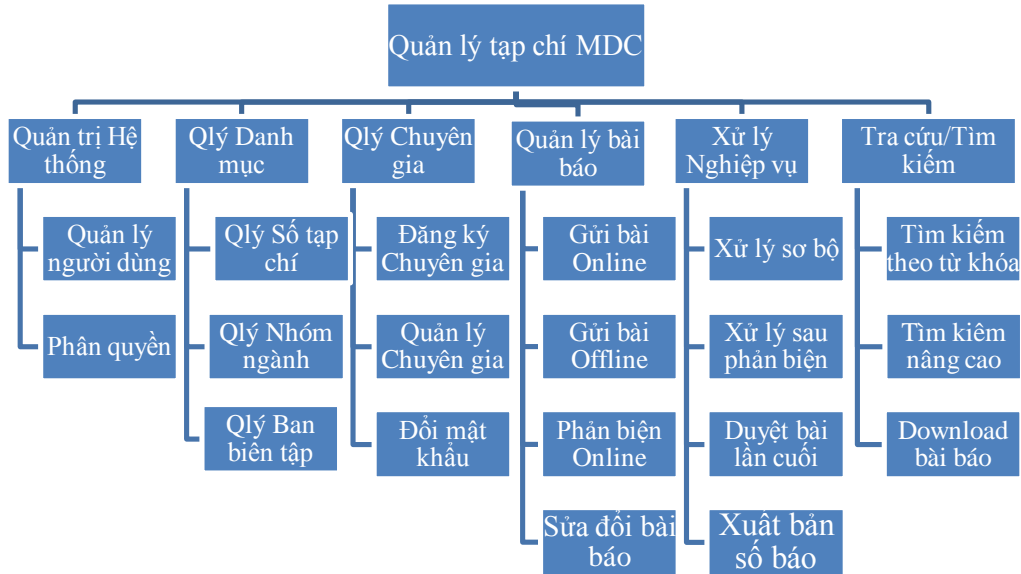 Quản lý tạp chí MDC
Quản trị Hệ
thống
Qlý Danh
mục
Qlý Chuyên
gia
Quản lý bài
báo
Xử lý
Nghiệp vụ
Tra cứu/Tìm
kiếm
Quản lý
người dùng
Phân quyền
Qlý Số tạp
chí
Qlý Nhóm
ngành
Qlý Ban
biên tập
Đăng ký
Chuyên gia
Quản lý
Chuyên gia
Đổi mật
khẩu
Gửi bài
Online
Gửi bài
Offline
Phản biện
Online
Sửa đổi bài
báo
Xử lý sơ bộ
Xử lý sau
phản biện
Duyệt bài
lần cuối
Xuất bản
số báo
Tìm kiếm
theo từ khóa
Tìm kiêm
nâng cao
Download
bài báo